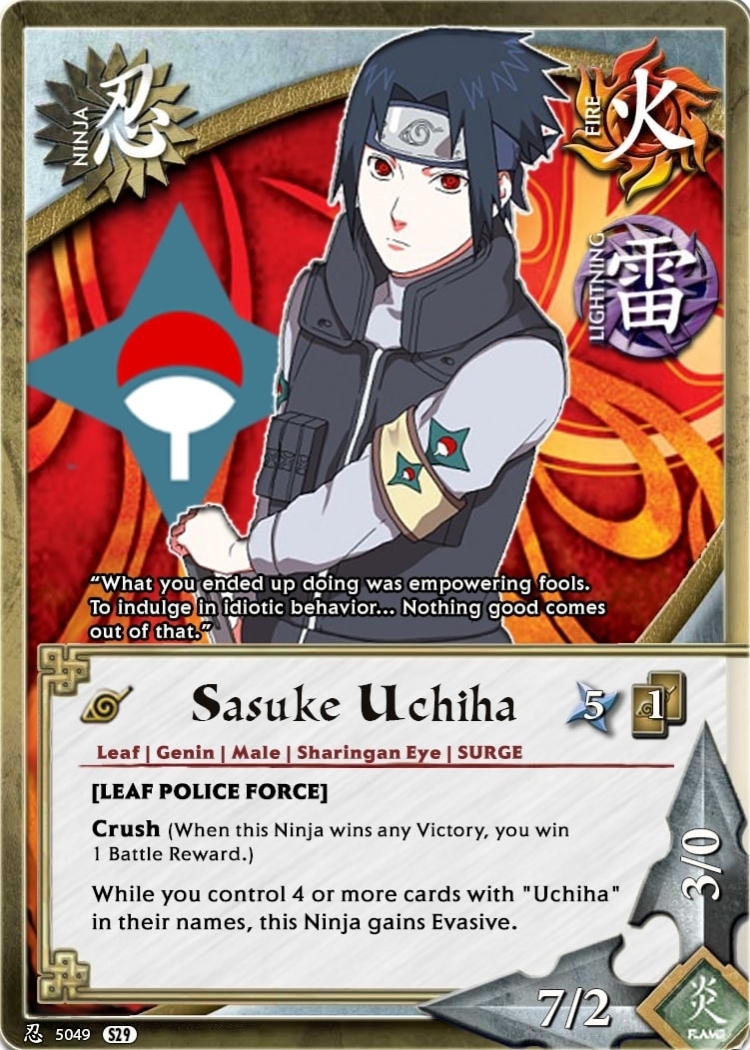 NINJA
忍
FIRE
火
LIGHTNING
雷
“What you ended up doing was empowering fools.
To indulge in idiotic behavior... Nothing good comes
out of that.”
Sasuke Uchiha
5
1
Leaf | Genin | Male | Sharingan Eye | SURGE
[LEAF POLICE FORCE]
Crush (When this Ninja wins any Victory, you win
1 Battle Reward.)
While you control 4 or more cards with "Uchiha"
in their names, this Ninja gains Evasive.
3/0
7/2
炎
FLAME
忍 5049 S29